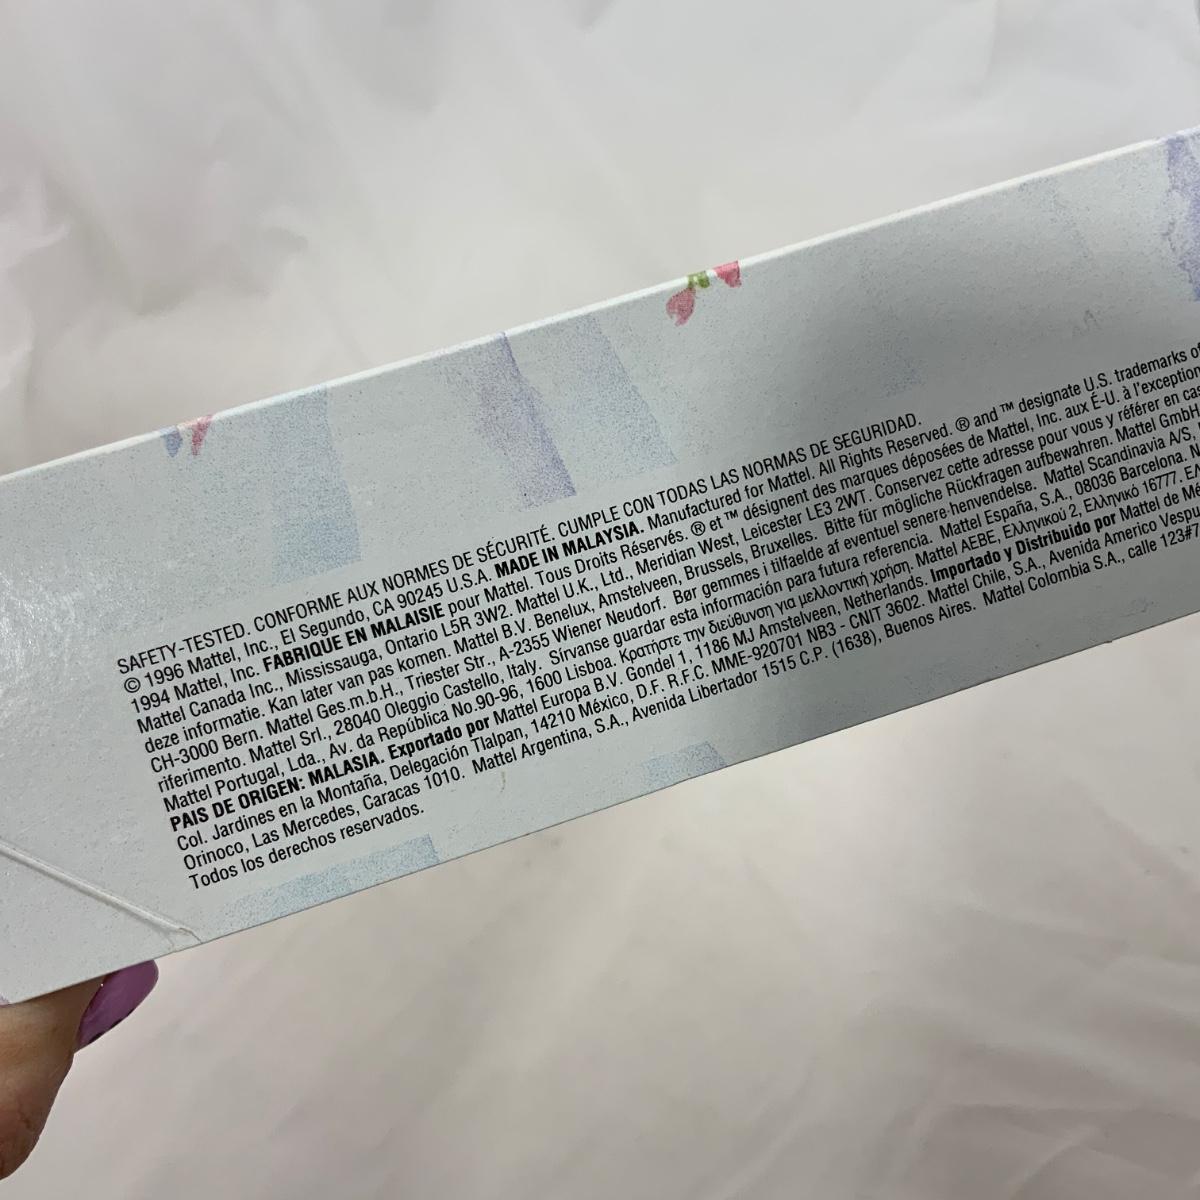 SAFETY-TESTED. CONFORME AUX NORMES DE SÉCURITÉ. CUMPLE CON TODAS LAS NORMAS DE SEGURIDAD.
© 1996 Mattel, Inc., El Segundo, CA 90245 U.S.A. MADE IN MALAYSIA. Manufactured for Mattel. All Rights Reserved. ® and ™ designate U.S. trademarks of
1994 Mattel, Inc. FABRIQUÉ EN MALAISIE pour Mattel. Tous Droits Réservés. ® et ™ désignent des marques déposées de Mattel, Inc. aux É-U. à l'exception
Mattel Canada Inc., Mississauga, Ontario L5R 3W2. Mattel U.K., Ltd., Meridian West, Leicester LE3 2WT. Conservez cette adresse pour vous y référer en cas
deze informatie. Kan later van pas komen. Mattel B.V. Benelux, Amstelveen, Brussels, Bruxelles. Bitte für mögliche Rückfragen aufbewahren. Mattel GmbH,
CH-3000 Bern. Mattel Ges.m.b.H., Triester Str., A-2355 Wiener Neudorf. Bør gemmes i tilfaelde af eventuel senere-henvendelse. Mattel Scandinavia A/S,
riferimento. Mattel Srl., 28040 Oleggio Castello, Italy. Sírvanse guardar esta información para futura referencia. Mattel España, S.A., 08036 Barcelona.
Mattel Portugal, Lda., Av. da República No.90-96, 1600 Lisboa. Κρατήστε την διεύθυνση για μελλοντική χρήση. Mattel AEBE, Ελληνικού 2, Ελληνικό 16777.
PAIS DE ORIGEN: MALASIA. Exportado por Mattel Europa B.V. Gondel 1, 1186 MJ Amstelveen, Netherlands. Importado y Distribuido por Mattel de
Col. Jardines en la Montaña, Delegación Tlalpan, 14210 México, D.F. R.F.C. MME-920701 NB3 - CNIT 3602. Mattel Chile, S.A., Avenida Americo
Orinoco, Las Mercedes, Caracas 1010. Mattel Argentina, S.A., Avenida Libertador 1515 C.P. (1638), Buenos Aires. Mattel Colombia S.A., calle 123#7
Todos los derechos reservados.